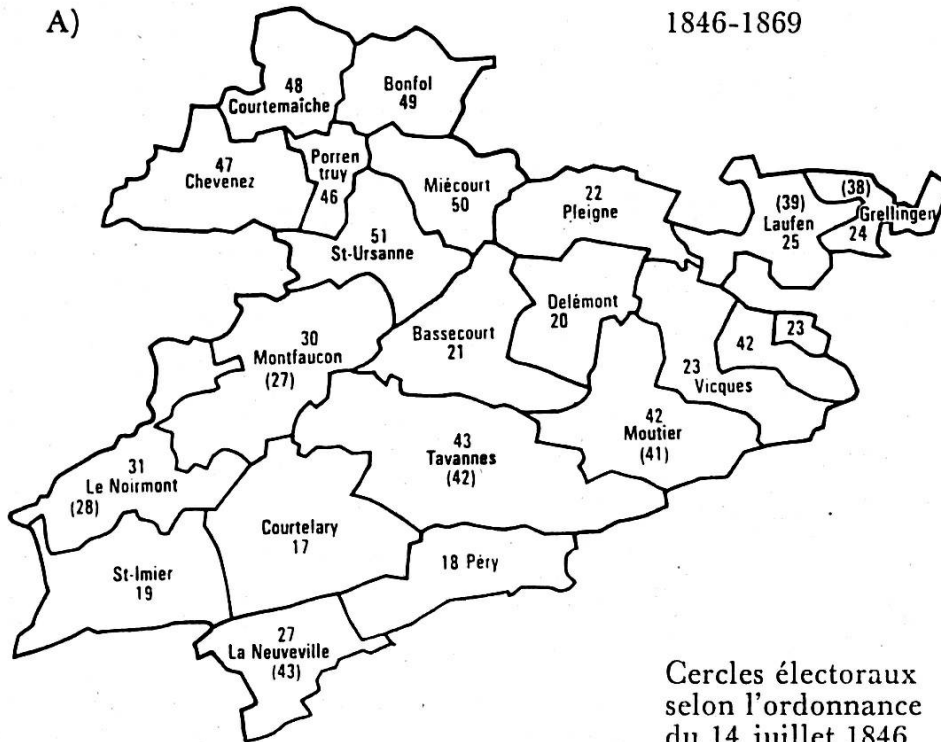 A)
1846-1869
48
Courtemaîche
Bonfol
49
47
Chevenez
Porren
truy
46
Miécourt
50
22
Pleigne
(39)
Laufen
25
(38)
Grellingen
24
51
St-Ursanne
Delémont
20
Bassecourt
21
30
Montfaucon
(27)
23
Vicques
42
23
42
Moutier
(41)
43
Tavannes
(42)
31
Le Noirmont
(28)
Courtelary
17
18 Péry
St-Imier
19
27
La Neuveville
(43)
Cercles électoraux
selon l'ordonnance
du 14 juillet 1846